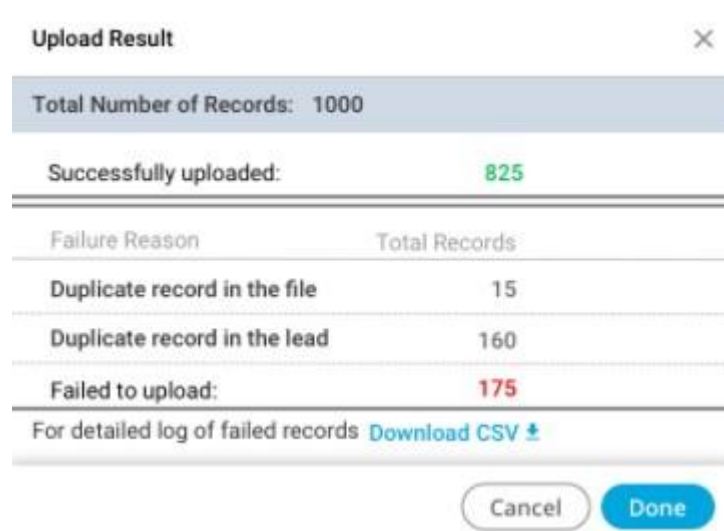 Upload Result
Total Number of Records: 1000
Successfully uploaded: 825
Failure Reason Total Records
Duplicate record in the file 15
Duplicate record in the lead 160
Failed to upload: 175
For detailed log of failed records Download CSV
Cancel Done